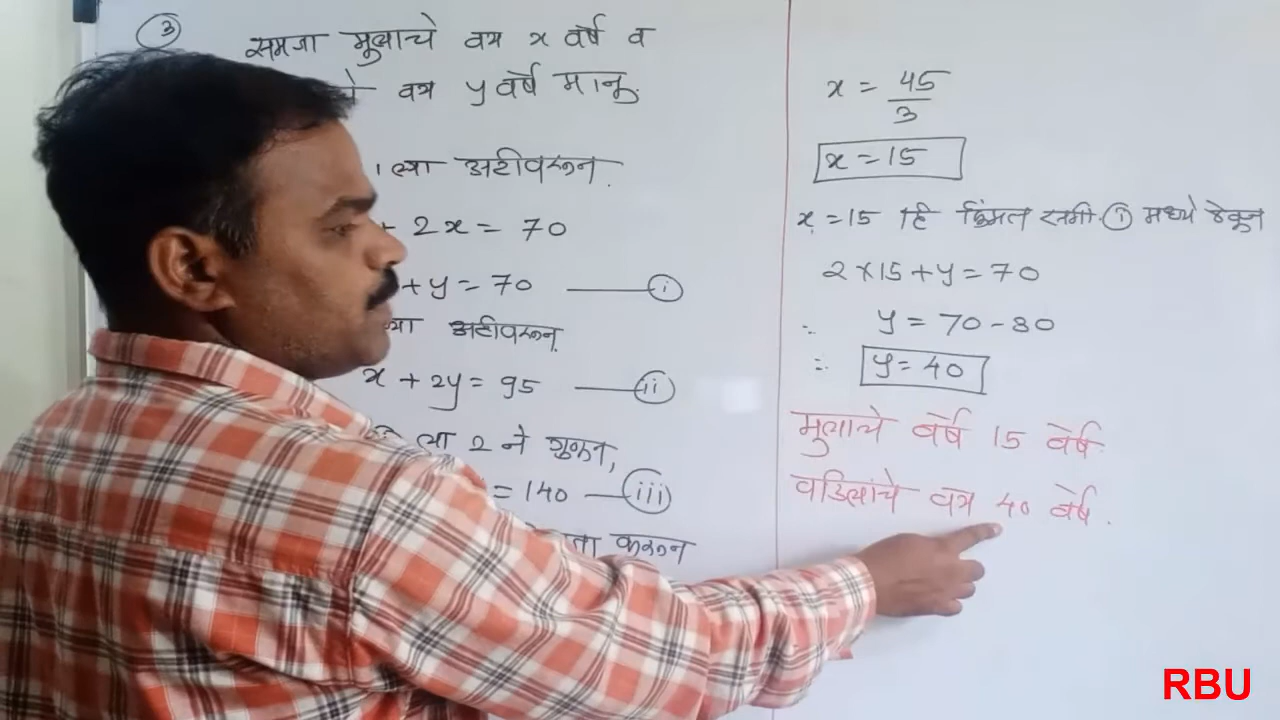 ③
समजा मुलाचे वय x वर्ष व
वय y वर्षे मानू.
अटीवरून.
+ 2x = 70
+ y = 70 ——— ⓘ
अटीवरून.
x + 2y = 95 ——— ⓘⓘ
ला 2 ने गुणून,
= 140 — ⓘⓘⓘ
करून
x = 45/3
x = 15
x = 15 हि किंमत समी. ① मध्ये ठेवून
2 × 15 + y = 70
∴ y = 70 - 30
∴ y = 40
मुलाचे वर्ष 15 वर्षे.
वडिलांचे वय 40 वर्षे.
RBU